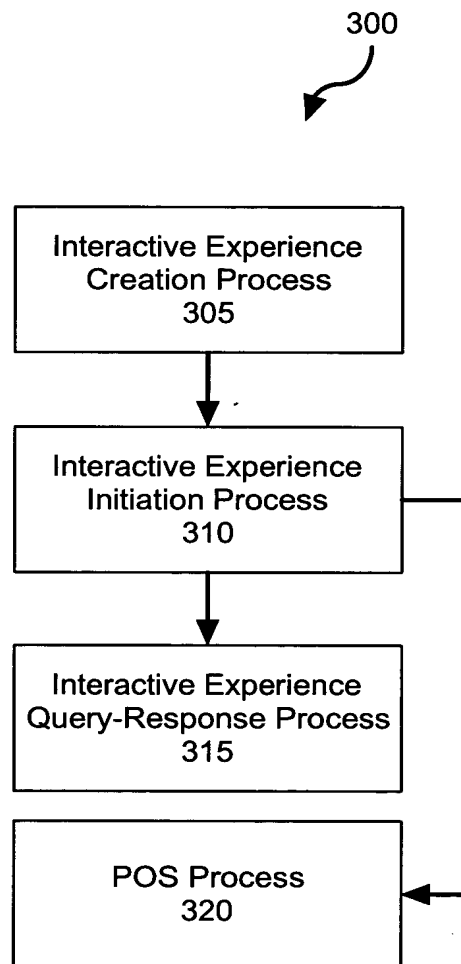 300
Interactive Experience
Creation Process
305
Interactive Experience
Initiation Process
310
Interactive Experience
Query-Response Process
315
POS Process
320